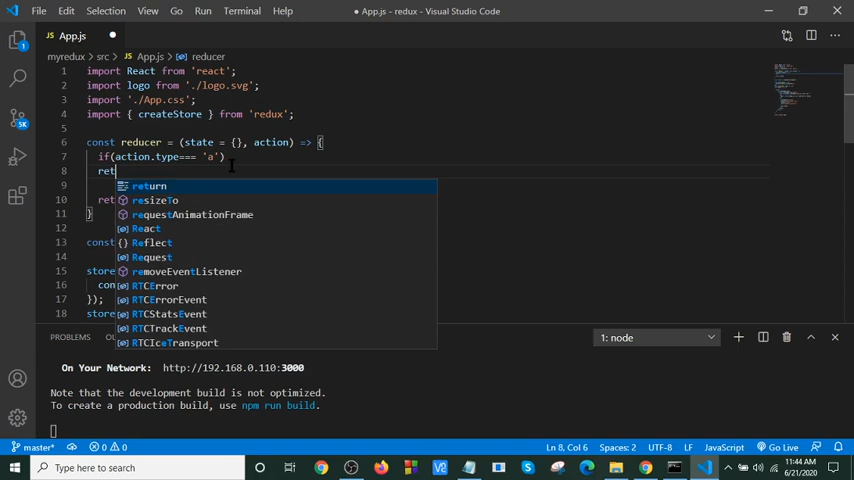 File Edit Selection View Go Run Terminal Help
● App.js - redux - Visual Studio Code
App.js
myredux > src > App.js > reducer
1 import React from 'react';
2 import logo from './logo.svg';
3 import './App.css';
4 import { createStore } from 'redux';
5
6 const reducer = (state = {}, action) => {
7 if(action.type=== 'a')
8 ret
return
9
resizeTo
10 ret
requestAnimationFrame
11 }
React
12
Reflect
13 cons
Request
14
removeEventListener
15 store
RTCError
16 con
RTCErrorEvent
17 });
RTCStatsEvent
18 store
RTCTrackEvent
RTCIceTransport
PROBLEMS
1: node
On Your Network: http://192.168.0.110:3000
Note that the development build is not optimized.
To create a production build, use npm run build.
master*
0 0
Ln 8, Col 6
Spaces: 2
UTF-8
LF
JavaScript
Go Live
Type here to search
11:44 AM
6/21/2020